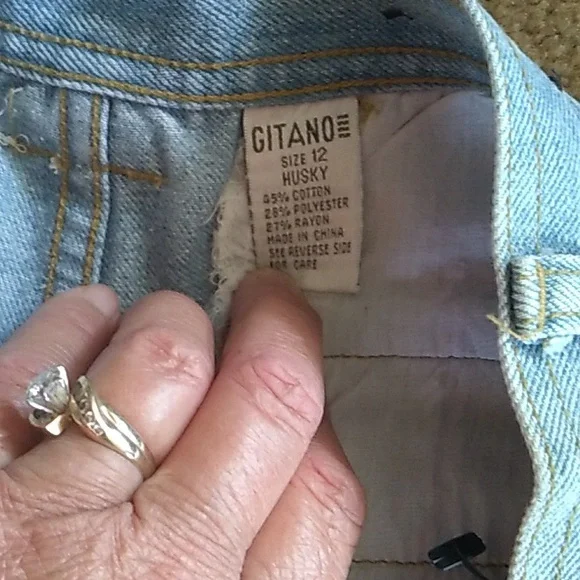 GITANO
SIZE 12
HUSKY
45% COTTON
28% POLYESTER
27% RAYON
MADE IN CHINA
SEE REVERSE SIDE
FOR CARE